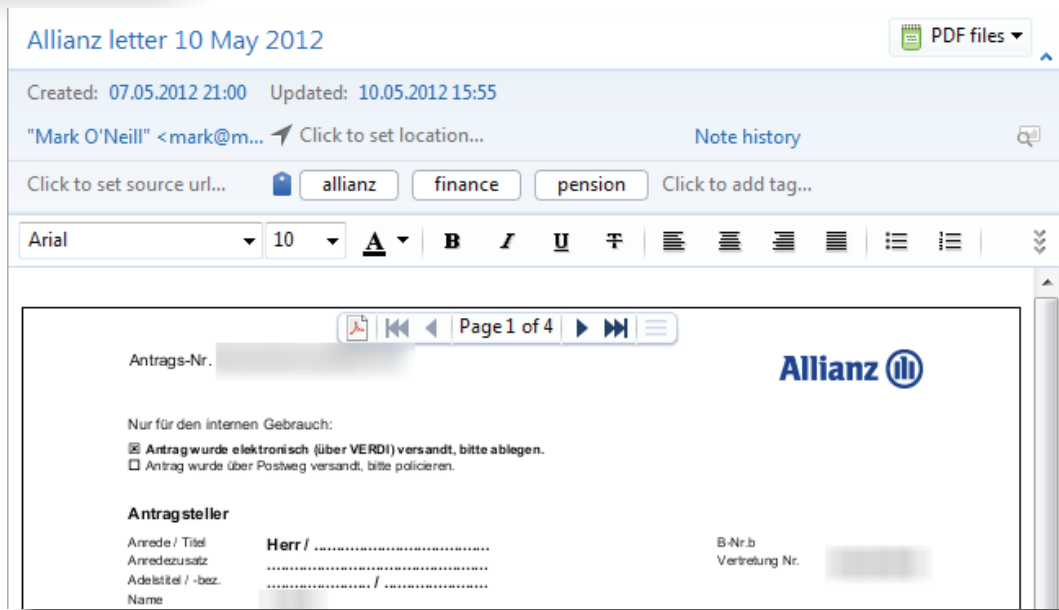 Allianz letter 10 May 2012 PDF files
Created: 07.05.2012 21:00 Updated: 10.05.2012 15:55
"Mark O'Neill" <mark@m... Click to set location... Note history
Click to set source url... allianz finance pension Click to add tag...
Arial 10 A B I U T
Page 1 of 4
Antrags-Nr. Allianz
Nur für den internen Gebrauch:
☒ Antrag wurde elektronisch (über VERDI) versandt, bitte ablegen.
☐ Antrag wurde über Postweg versandt, bitte policieren.
Antragsteller
Anrede / Titel Herr / ........................................ B-Nr.b
Anredezusatz .................................................. Vertretung Nr.
Adelstitel / -bez. ....................... / .......................
Name